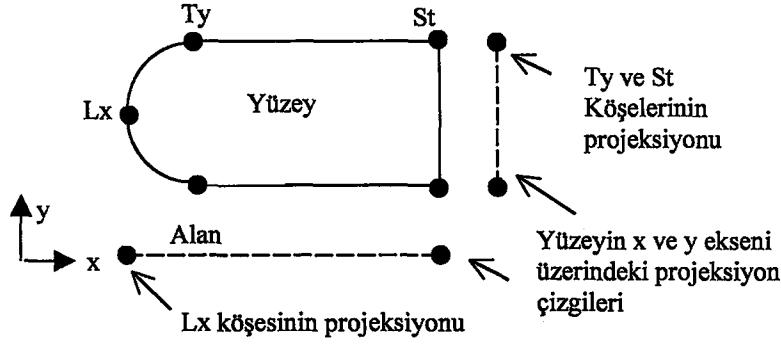 Ty
St
Lx
Yüzey
Ty ve St
Köşelerinin
projeksiyonu
y
x
Alan
Yüzeyin x ve y ekseni
üzerindeki projeksiyon
çizgileri
Lx köşesinin projeksiyonu